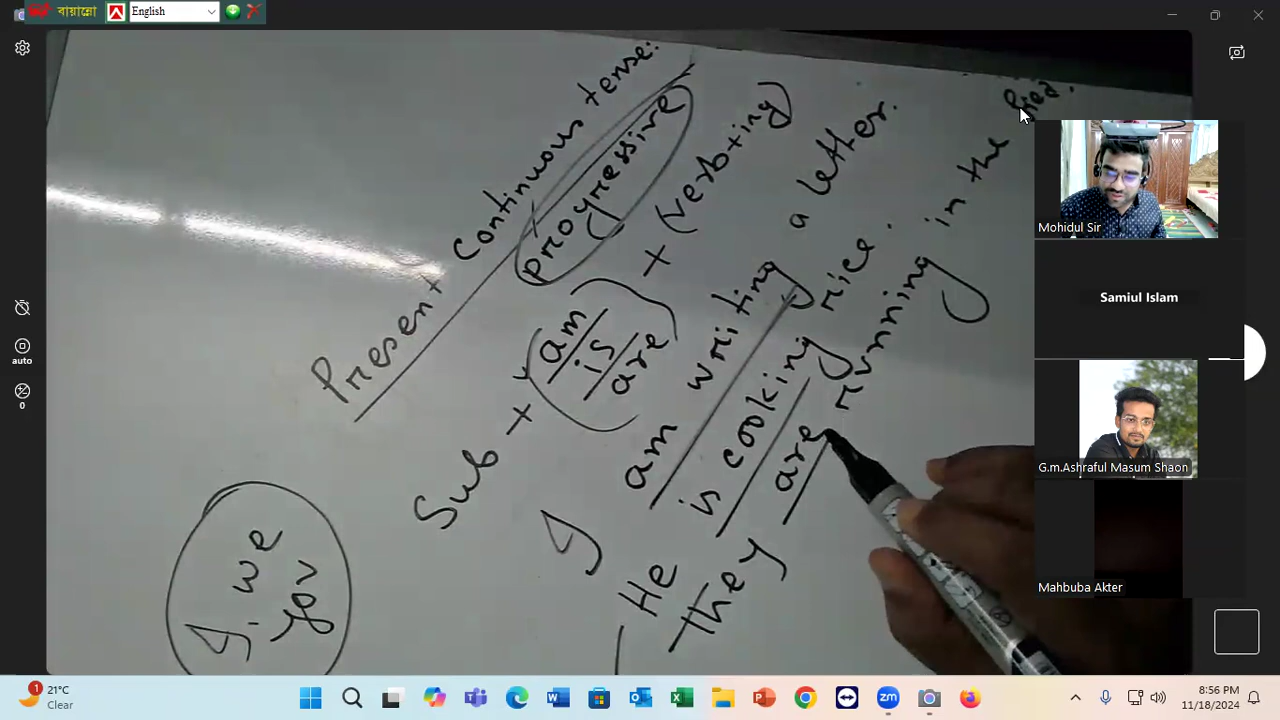 বায়ান্নো
English
Present Continuous tense:
progressive
Sub + (am + (verb+ing)
is
are)
I am writing a letter.
He is cooking rice.
They are running in the
I. we
you
Mohidul Sir
Samiul Islam
G.m.Ashraful Masum Shaon
Mahbuba Akter
auto
0
1
21°C
Clear
8:56 PM
11/18/2024